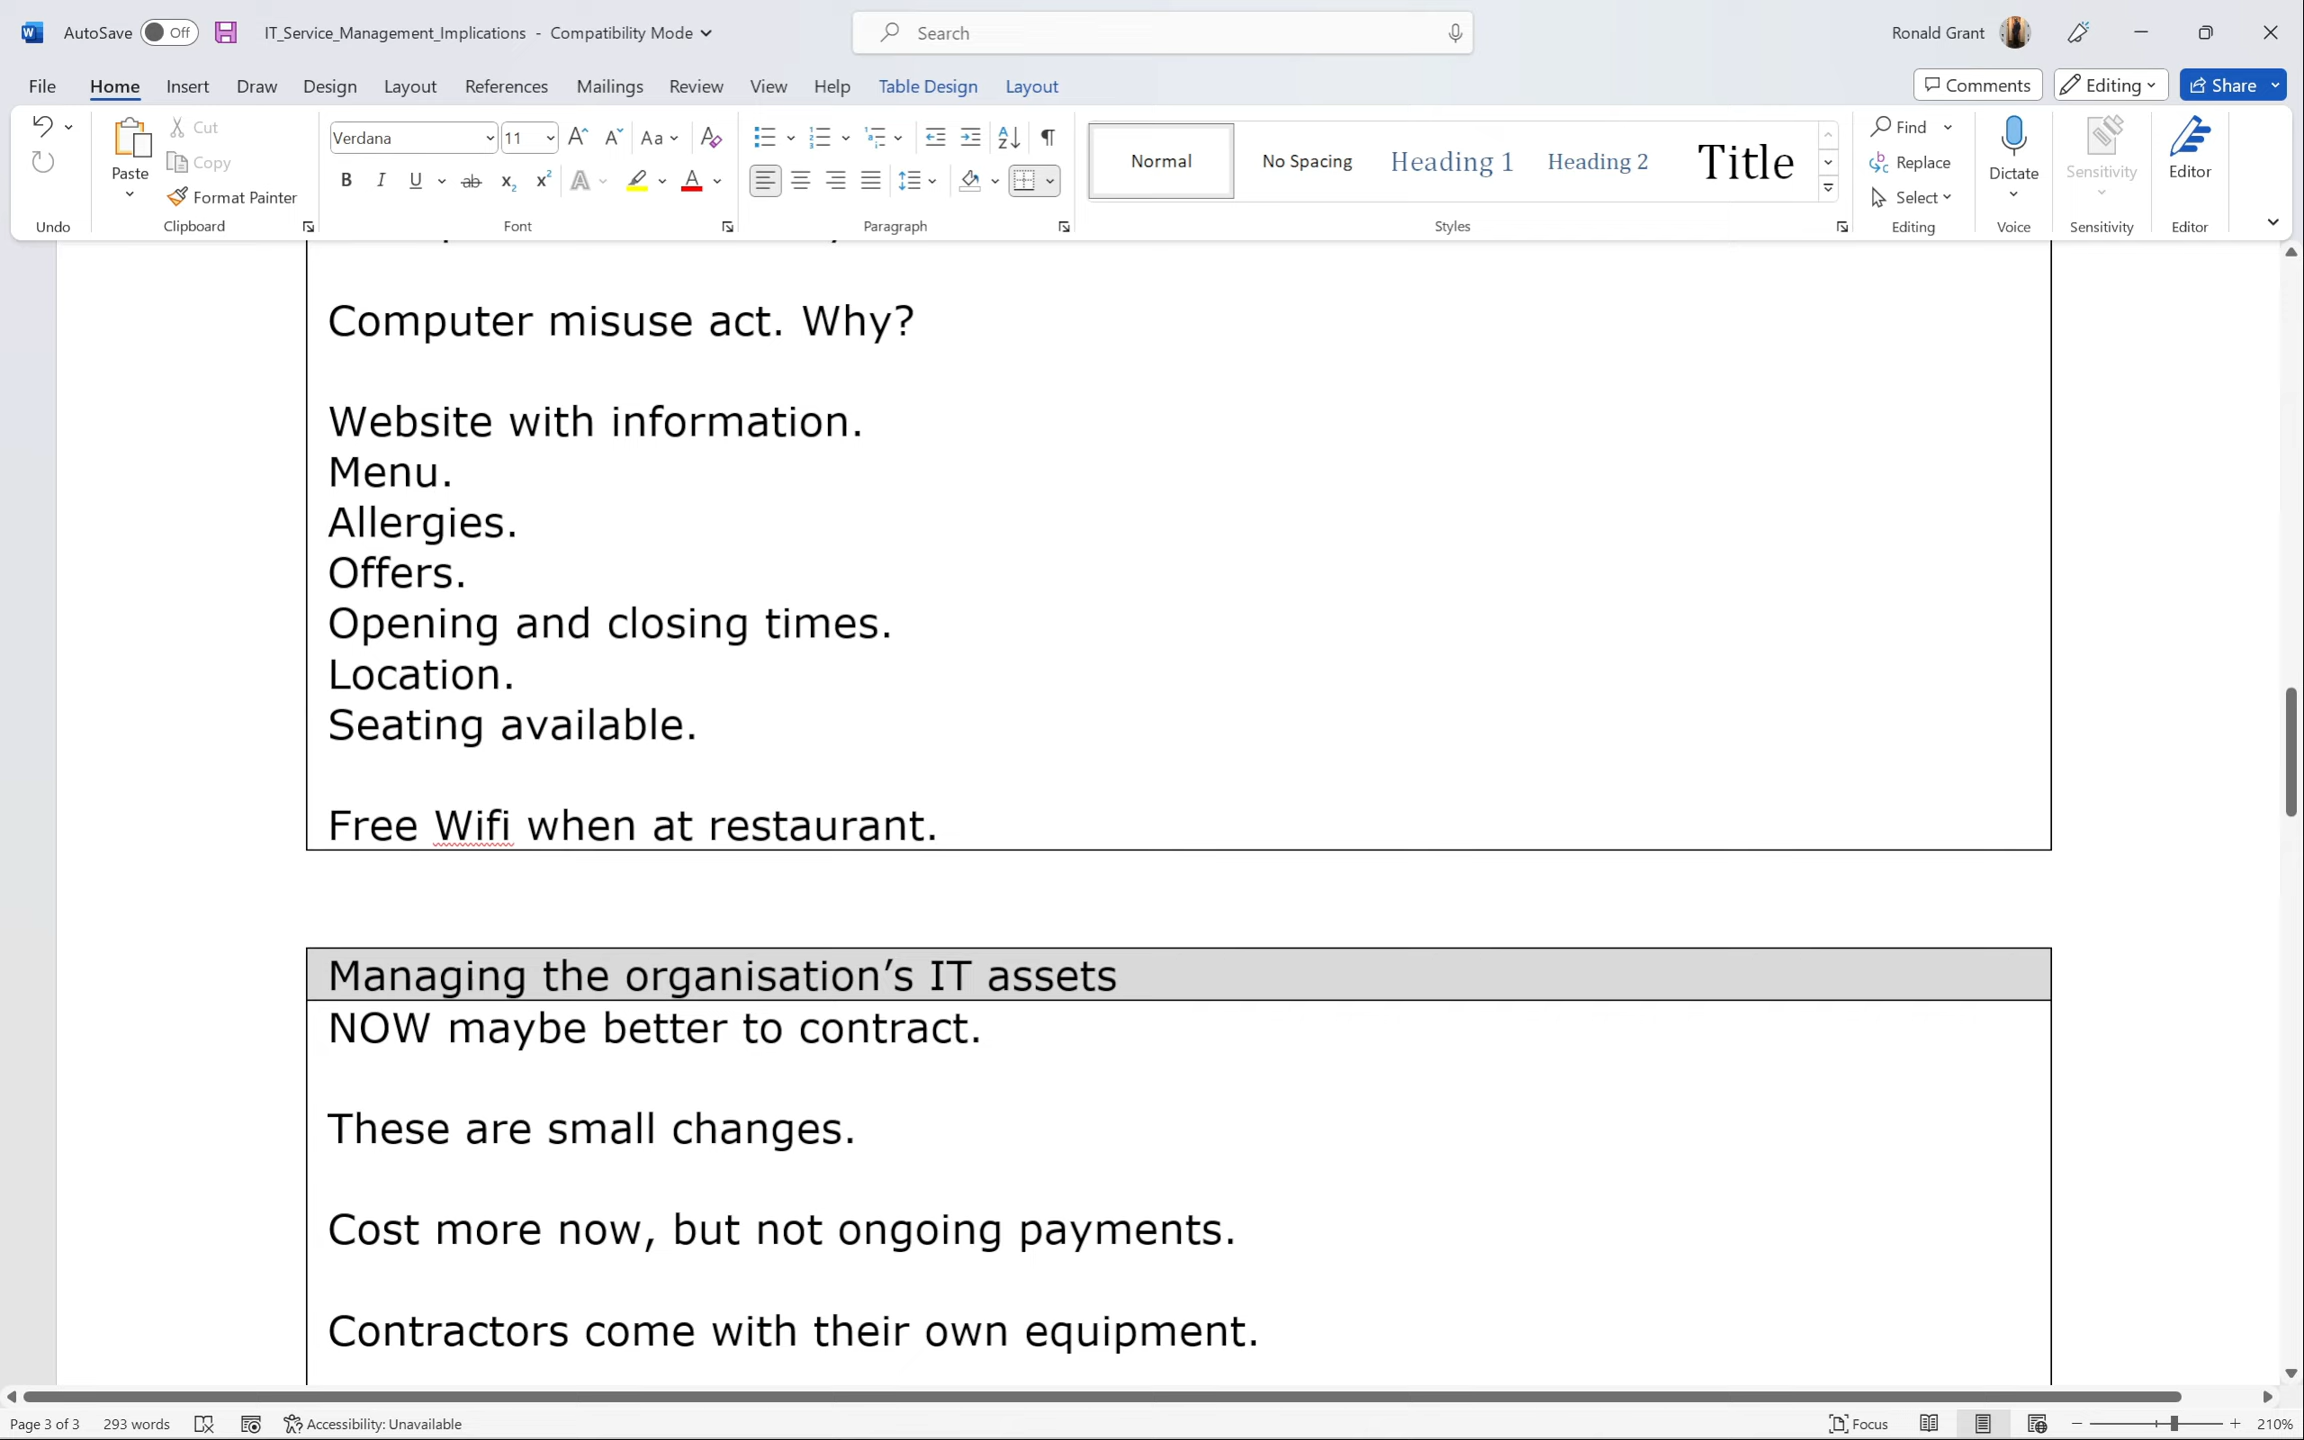 AutoSave Off IT_Service_Management_Implications - Compatibility Mode Search Ronald Grant
File Home Insert Draw Design Layout References Mailings Review View Help Table Design Layout Comments Editing Share
Paste Cut Copy Format Painter
Verdana 11 Aa
Normal No Spacing Heading 1 Heading 2 Title
Find Replace Select
Dictate Sensitivity Editor
Undo Clipboard Font Paragraph Styles Editing Voice Sensitivity Editor
Computer misuse act. Why?
Website with information.
Menu.
Allergies.
Offers.
Opening and closing times.
Location.
Seating available.
Free Wifi when at restaurant.
Managing the organisation’s IT assets
NOW maybe better to contract.
These are small changes.
Cost more now, but not ongoing payments.
Contractors come with their own equipment.
Page 3 of 3 293 words Accessibility: Unavailable Focus 210%